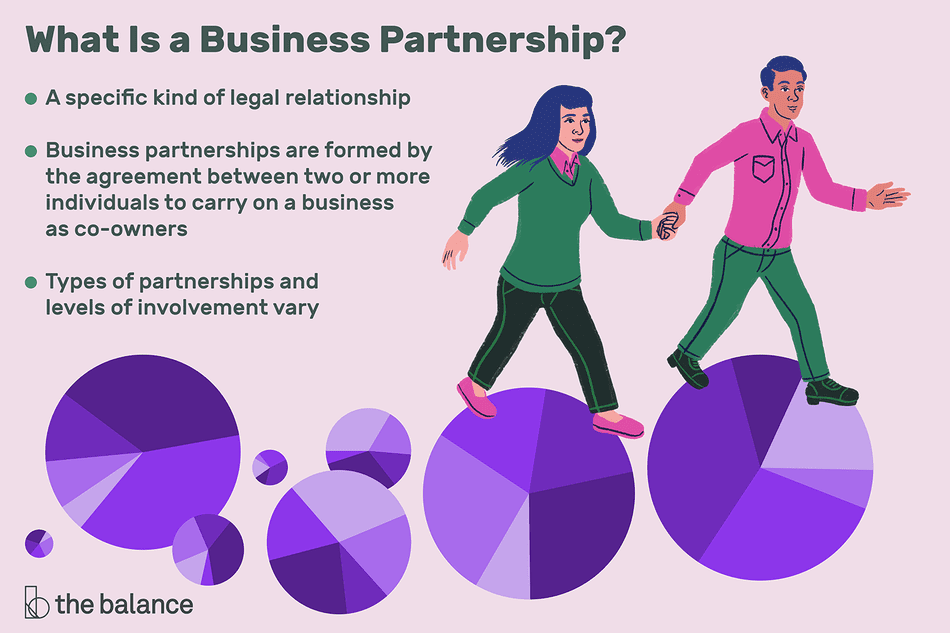 What Is a Business Partnership?
A specific kind of legal relationship
Business partnerships are formed by
the agreement between two or more
individuals to carry on a business
as co-owners
Types of partnerships and
levels of involvement vary
the balance